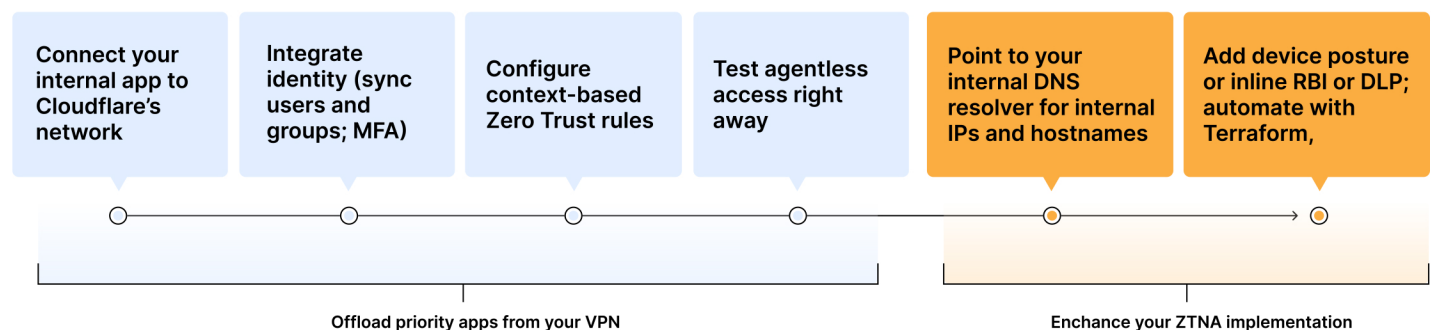 Connect your
internal app to
Cloudflare's
network
Integrate
identity (sync
users and
groups; MFA)
Configure
context-based
Zero Trust rules
Test agentless
access right
away
Point to your
internal DNS
resolver for internal
IPs and hostnames
Add device posture
or inline RBI or DLP;
automate with
Terraform,
Offload priority apps from your VPN
Enchance your ZTNA implementation